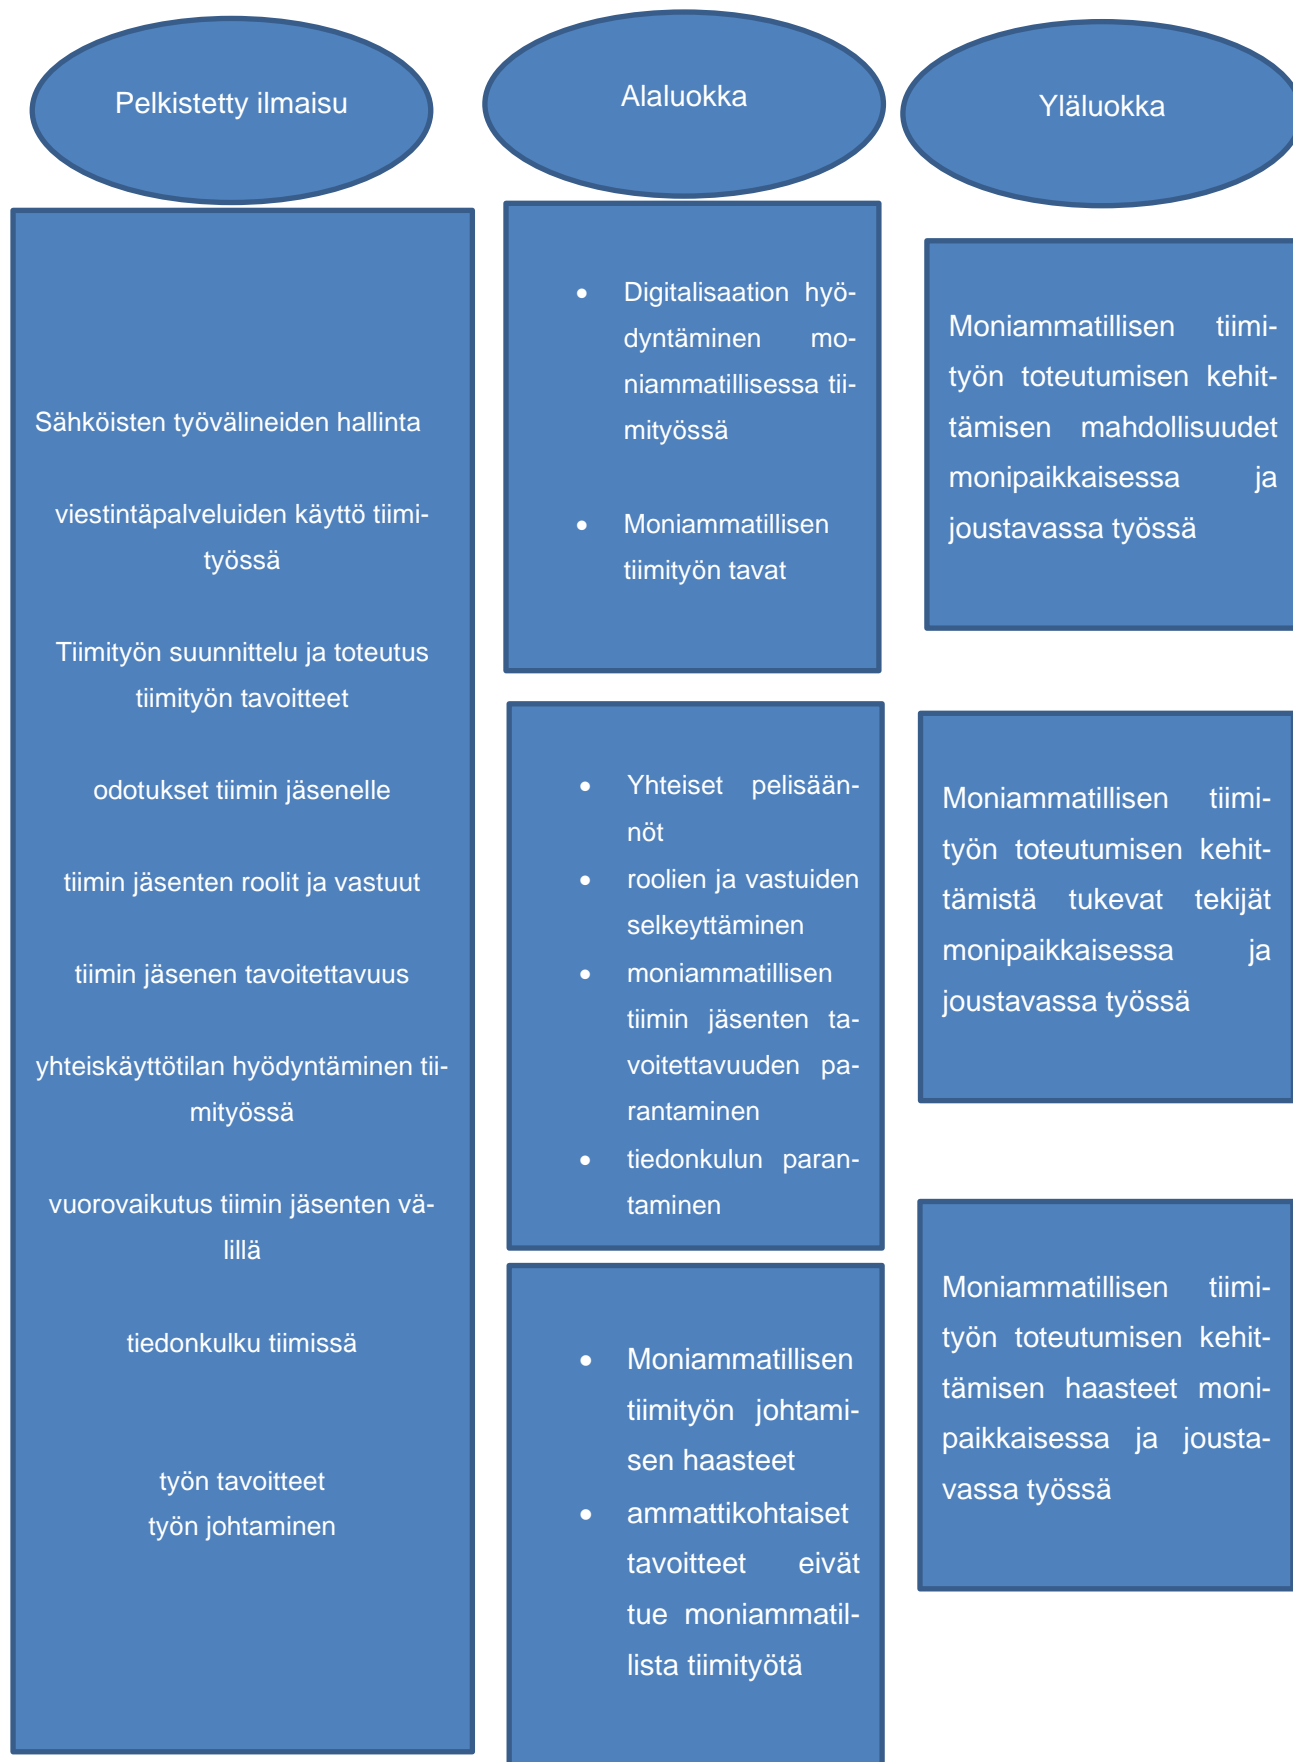 Pelkistetty ilmaisu
Alaluokka
Yläluokka
Sähköisten työvälineiden hallinta
viestintäpalveluiden käyttö tiimi-
työssä
Tiimityön suunnittelu ja toteutus
tiimityön tavoitteet
odotukset tiimin jäsenelle
tiimin jäsenten roolit ja vastuut
tiimin jäsenen tavoitettavuus
yhteiskäyttötilan hyödyntäminen tii-
mityössä
vuorovaikutus tiimin jäsenten vä-
lillä
tiedonkulku tiimissä
työn tavoitteet
työn johtaminen
• Digitalisaation hyö-
dyntäminen mo-
niammatillisessa tii-
mityössä
• Moniammatillisen
tiimityön tavat
• Yhteiset pelisään-
nöt
• roolien ja vastuiden
selkeyttäminen
• moniammatillisen
tiimin jäsenten ta-
voitettavuuden pa-
rantaminen
• tiedonkulun paran-
taminen
• Moniammatillisen
tiimityön johtami-
sen haasteet
• ammattikohtaiset
tavoitteet eivät
tue moniammatil-
lista tiimityötä
Moniammatillisen tiimi-
työn toteutumisen kehit-
tämisen mahdollisuudet
monipaikkaisessa ja
joustavassa työssä
Moniammatillisen tiimi-
työn toteutumisen kehit-
tämistä tukevat tekijät
monipaikkaisessa ja
joustavassa työssä
Moniammatillisen tiimi-
työn toteutumisen kehit-
tämisen haasteet moni-
paikkaisessa ja jousta-
vassa työssä